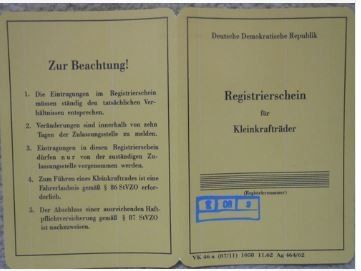 Zur Beachtung!
1. Die Eintragungen im Registrierschein
müssen ständig den tatsächlichen Ver-
hältnissen entsprechen.
2. Veränderungen sind innerhalb von zehn
Tagen der Zulassungsstelle zu melden.
3. Eintragungen in diesen Registrierschein
dürfen nur von der zuständigen Zu-
lassungsstelle vorgenommen werden.
4. Zum Führen eines Kleinkraftrades ist eine
Fahrerlaubnis gemäß § 86 StVZO erfor-
derlich.
5. Der Abschluss einer ausreichenden Haft-
pflichtversicherung gemäß § 87 StVZO
ist nachzuweisen.
Deutsche Demokratische Republik
Registrierschein
für
Kleinkrafträder
(Registriernummer)
VK 46 a (87/11) 1050 11.62 Ag 464/62